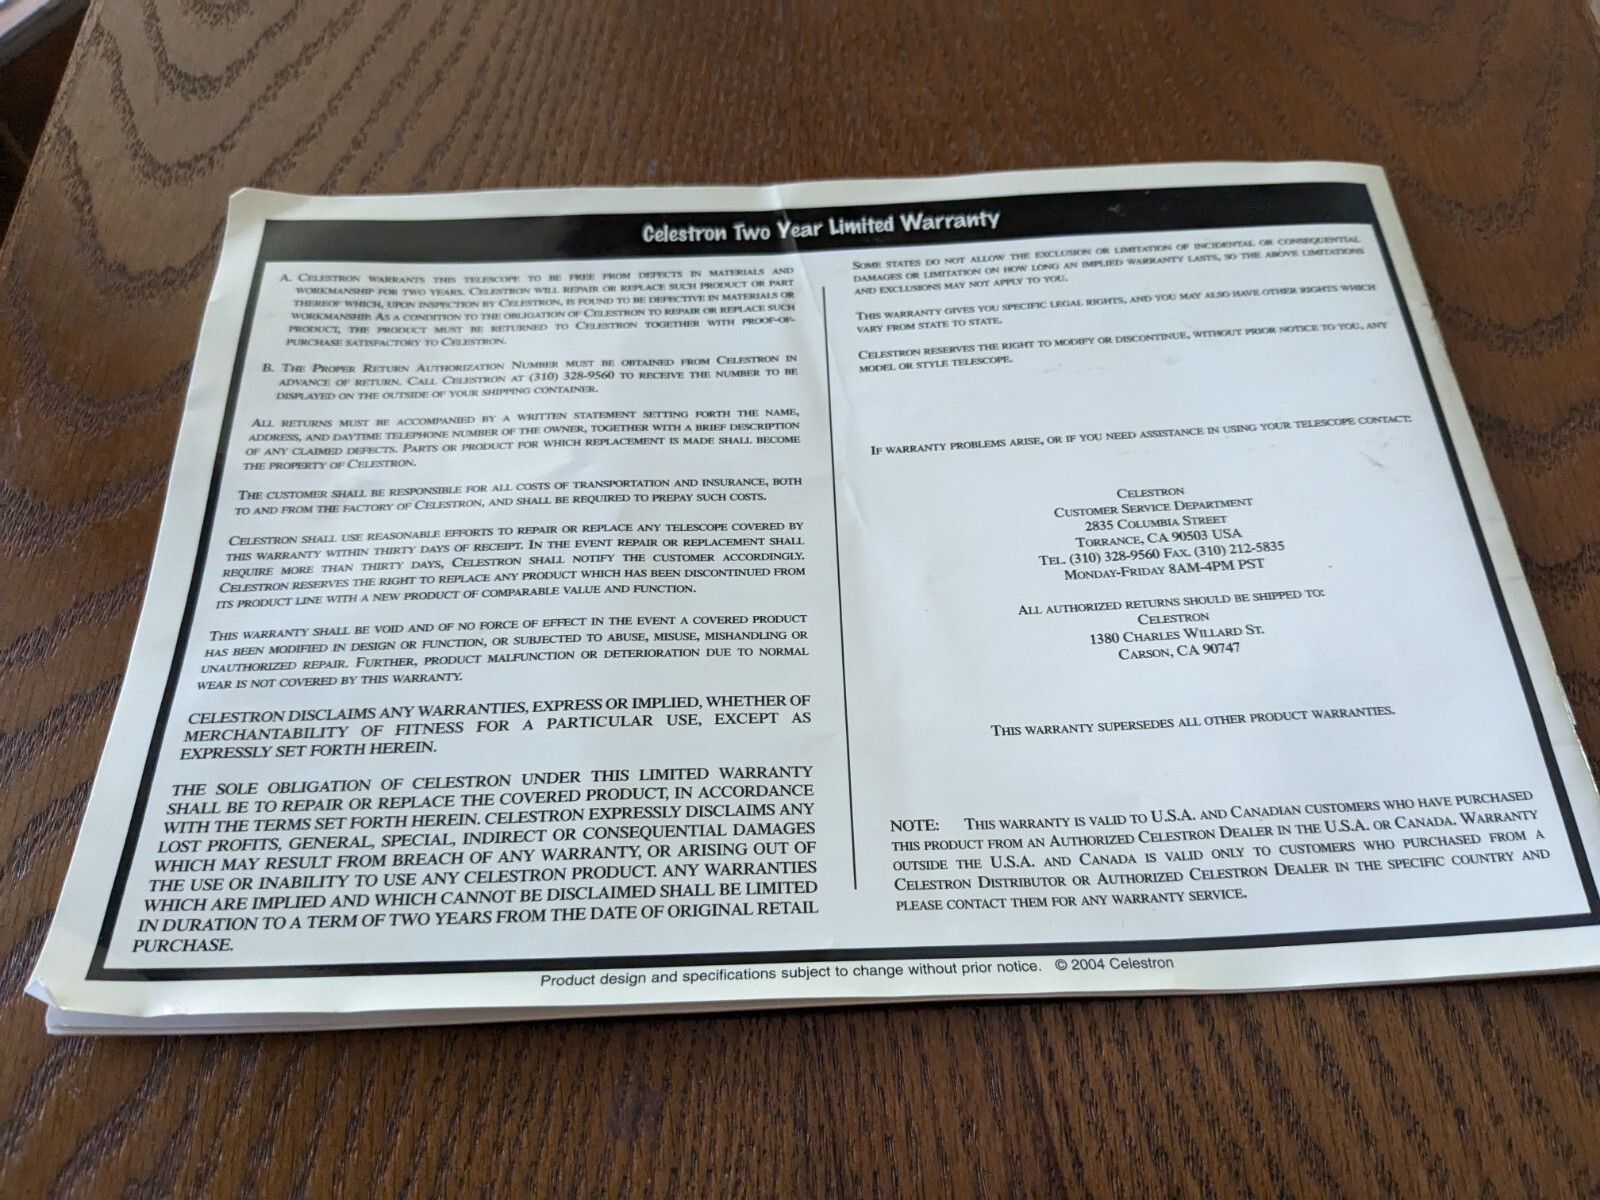 Celestron Two Year Limited Warranty
A. CELESTRON WARRANTS THIS TELESCOPE TO BE FREE FROM DEFECTS IN MATERIALS AND
WORKMANSHIP FOR TWO YEARS. CELESTRON WILL REPAIR OR REPLACE SUCH PRODUCT OR PART
THEREOF WHICH, UPON INSPECTION BY CELESTRON, IS FOUND TO BE DEFECTIVE IN MATERIALS OR
WORKMANSHIP. AS A CONDITION TO THE OBLIGATION OF CELESTRON TO REPAIR OR REPLACE SUCH
PRODUCT, THE PRODUCT MUST BE RETURNED TO CELESTRON TOGETHER WITH PROOF-OF-
PURCHASE SATISFACTORY TO CELESTRON.
B. THE PROPER RETURN AUTHORIZATION NUMBER MUST BE OBTAINED FROM CELESTRON IN
ADVANCE OF RETURN. CALL CELESTRON AT (310) 328-9560 TO RECEIVE THE NUMBER TO BE
DISPLAYED ON THE OUTSIDE OF YOUR SHIPPING CONTAINER.
ALL RETURNS MUST BE ACCOMPANIED BY A WRITTEN STATEMENT SETTING FORTH THE NAME,
ADDRESS, AND DAYTIME TELEPHONE NUMBER OF THE OWNER, TOGETHER WITH A BRIEF DESCRIPTION
OF ANY CLAIMED DEFECTS. PARTS OR PRODUCT FOR WHICH REPLACEMENT IS MADE SHALL BECOME
THE PROPERTY OF CELESTRON.
THE CUSTOMER SHALL BE RESPONSIBLE FOR ALL COSTS OF TRANSPORTATION AND INSURANCE, BOTH
TO AND FROM THE FACTORY OF CELESTRON, AND SHALL BE REQUIRED TO PREPAY SUCH COSTS.
CELESTRON SHALL USE REASONABLE EFFORTS TO REPAIR OR REPLACE ANY TELESCOPE COVERED BY
THIS WARRANTY WITHIN THIRTY DAYS OF RECEIPT. IN THE EVENT REPAIR OR REPLACEMENT SHALL
REQUIRE MORE THAN THIRTY DAYS, CELESTRON SHALL NOTIFY THE CUSTOMER ACCORDINGLY.
CELESTRON RESERVES THE RIGHT TO REPLACE ANY PRODUCT WHICH HAS BEEN DISCONTINUED FROM
ITS PRODUCT LINE WITH A NEW PRODUCT OF COMPARABLE VALUE AND FUNCTION.
THIS WARRANTY SHALL BE VOID AND OF NO FORCE OF EFFECT IN THE EVENT A COVERED PRODUCT
HAS BEEN MODIFIED IN DESIGN OR FUNCTION, OR SUBJECTED TO ABUSE, MISUSE, MISHANDLING OR
UNAUTHORIZED REPAIR. FURTHER, PRODUCT MALFUNCTION OR DETERIORATION DUE TO NORMAL
WEAR IS NOT COVERED BY THIS WARRANTY.
CELESTRON DISCLAIMS ANY WARRANTIES, EXPRESS OR IMPLIED, WHETHER OF
MERCHANTABILITY OF FITNESS FOR A PARTICULAR USE, EXCEPT AS
EXPRESSLY SET FORTH HEREIN.
THE SOLE OBLIGATION OF CELESTRON UNDER THIS LIMITED WARRANTY
SHALL BE TO REPAIR OR REPLACE THE COVERED PRODUCT, IN ACCORDANCE
WITH THE TERMS SET FORTH HEREIN. CELESTRON EXPRESSLY DISCLAIMS ANY
LOST PROFITS, GENERAL, SPECIAL, INDIRECT OR CONSEQUENTIAL DAMAGES
WHICH MAY RESULT FROM BREACH OF ANY WARRANTY, OR ARISING OUT OF
THE USE OR INABILITY TO USE ANY CELESTRON PRODUCT. ANY WARRANTIES
WHICH ARE IMPLIED AND WHICH CANNOT BE DISCLAIMED SHALL BE LIMITED
IN DURATION TO A TERM OF TWO YEARS FROM THE DATE OF ORIGINAL RETAIL
PURCHASE.
SOME STATES DO NOT ALLOW THE EXCLUSION OR LIMITATION OF INCIDENTAL OR CONSEQUENTIAL
DAMAGES OR LIMITATION ON HOW LONG AN IMPLIED WARRANTY LASTS, SO THE ABOVE LIMITATIONS
AND EXCLUSIONS MAY NOT APPLY TO YOU.
THIS WARRANTY GIVES YOU SPECIFIC LEGAL RIGHTS, AND YOU MAY ALSO HAVE OTHER RIGHTS WHICH
VARY FROM STATE TO STATE.
CELESTRON RESERVES THE RIGHT TO MODIFY OR DISCONTINUE, WITHOUT PRIOR NOTICE TO YOU, ANY
MODEL OR STYLE TELESCOPE.
IF WARRANTY PROBLEMS ARISE, OR IF YOU NEED ASSISTANCE IN USING YOUR TELESCOPE CONTACT:
CELESTRON
CUSTOMER SERVICE DEPARTMENT
2835 COLUMBIA STREET
TORRANCE, CA 90503 USA
TEL. (310) 328-9560 FAX. (310) 212-5835
MONDAY-FRIDAY 8AM-4PM PST
ALL AUTHORIZED RETURNS SHOULD BE SHIPPED TO:
CELESTRON
1380 CHARLES WILLARD ST.
CARSON, CA 90747
THIS WARRANTY SUPERSEDES ALL OTHER PRODUCT WARRANTIES.
NOTE: THIS WARRANTY IS VALID TO U.S.A. AND CANADIAN CUSTOMERS WHO HAVE PURCHASED
THIS PRODUCT FROM AN AUTHORIZED CELESTRON DEALER IN THE U.S.A. OR CANADA. WARRANTY
OUTSIDE THE U.S.A. AND CANADA IS VALID ONLY TO CUSTOMERS WHO PURCHASED FROM A
CELESTRON DISTRIBUTOR OR AUTHORIZED CELESTRON DEALER IN THE SPECIFIC COUNTRY AND
PLEASE CONTACT THEM FOR ANY WARRANTY SERVICE.
Product design and specifications subject to change without prior notice. © 2004 Celestron